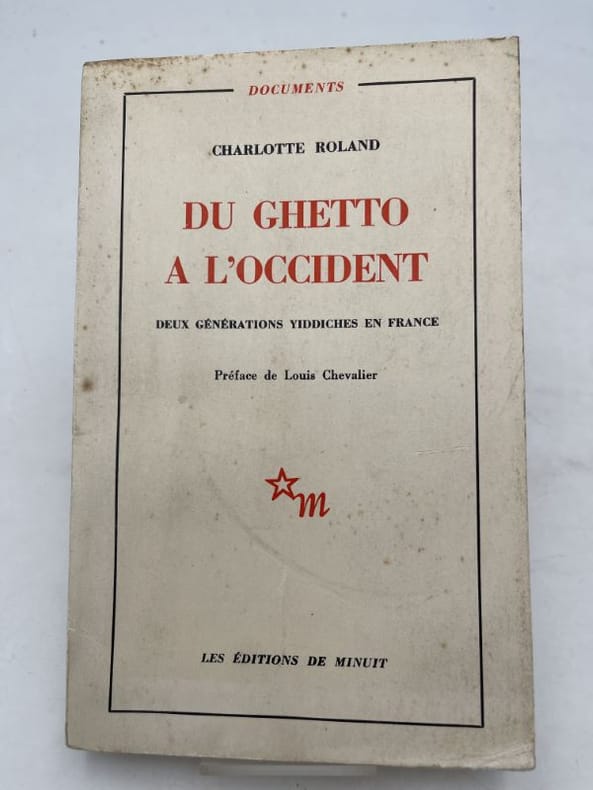 DOCUMENTS
CHARLOTTE ROLAND
DU GHETTO
A L'OCCIDENT
DEUX GÉNÉRATIONS YIDDICHES EN FRANCE
Préface de Louis Chevalier
m
LES ÉDITIONS DE MINUIT